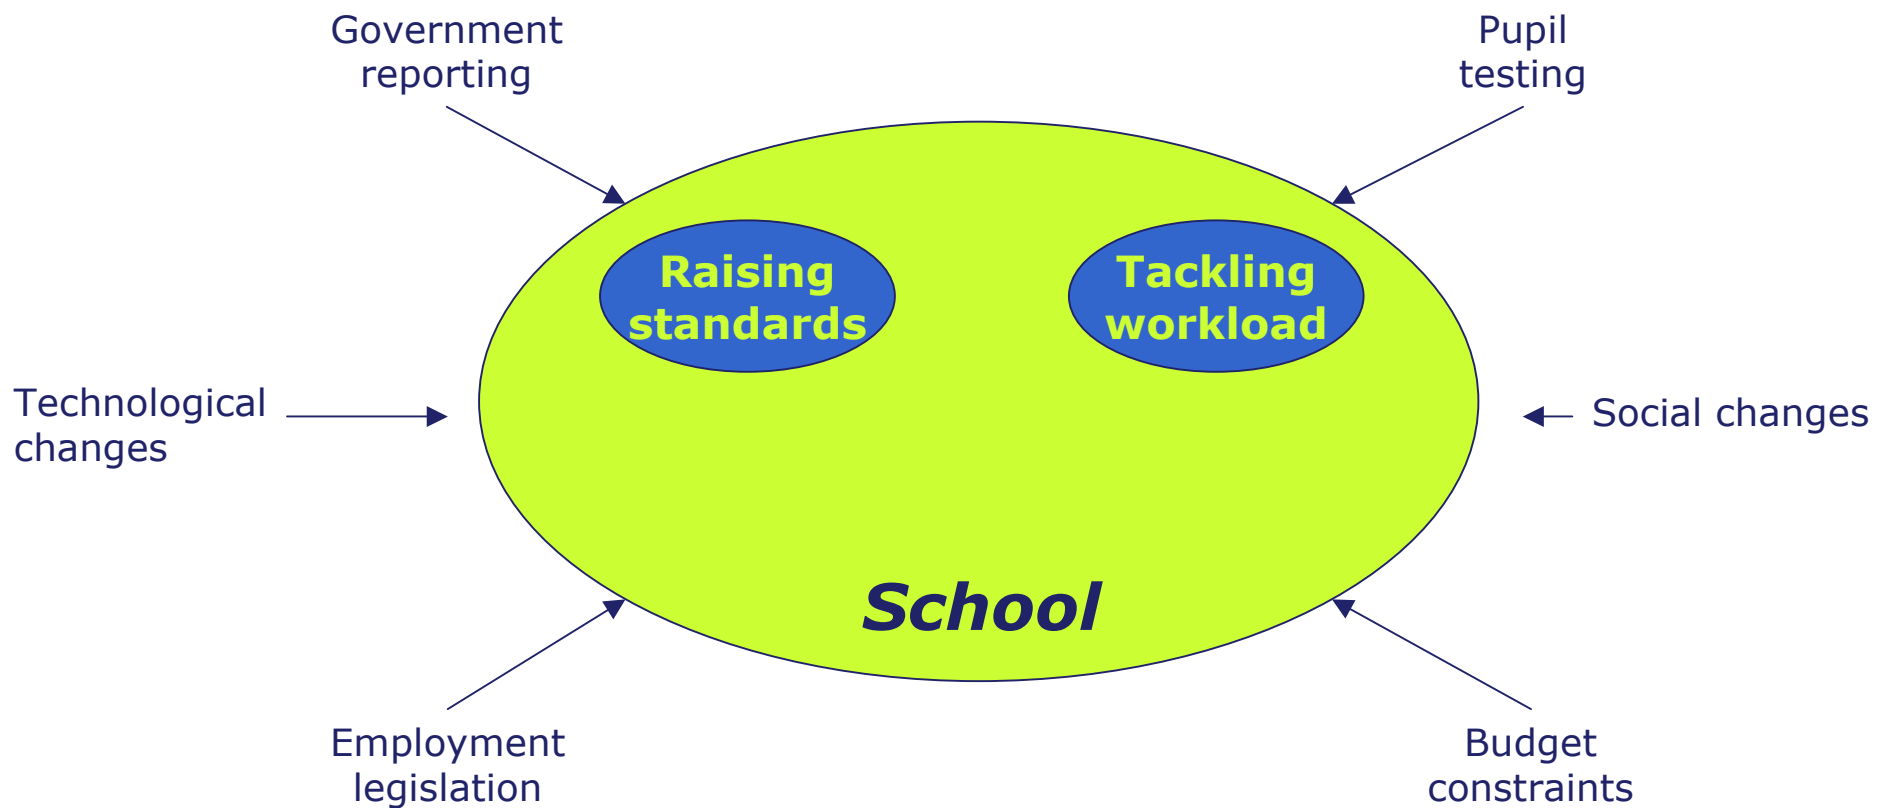 Government
reporting
Pupil
testing
Raising
standards
Tackling
workload
Technological
changes
Social changes
School
Employment
legislation
Budget
constraints